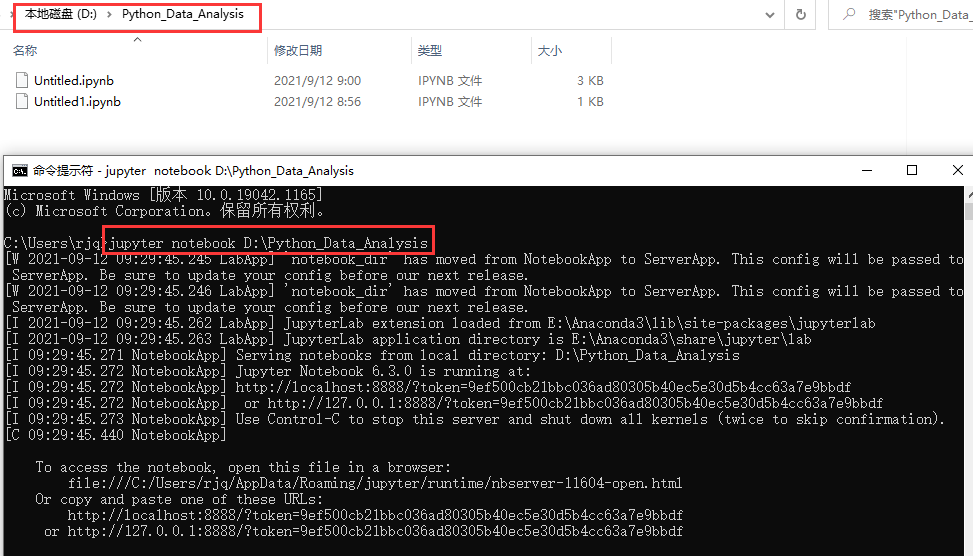 本地磁盘 (D:) › Python_Data_Analysis
搜索"Python_Data_
名称 修改日期 类型 大小
Untitled.ipynb 2021/9/12 9:00 IPYNB 文件 3 KB
Untitled1.ipynb 2021/9/12 8:56 IPYNB 文件 1 KB
命令提示符 - jupyter notebook D:\Python_Data_Analysis
Microsoft Windows [版本 10.0.19042.1165]
(c) Microsoft Corporation。保留所有权利。
C:\Users\rjq>jupyter notebook D:\Python_Data_Analysis
[W 2021-09-12 09:29:45.245 LabApp] 'notebook_dir' has moved from NotebookApp to ServerApp. This config will be passed to
ServerApp. Be sure to update your config before our next release.
[W 2021-09-12 09:29:45.246 LabApp] 'notebook_dir' has moved from NotebookApp to ServerApp. This config will be passed to
ServerApp. Be sure to update your config before our next release.
[I 2021-09-12 09:29:45.262 LabApp] JupyterLab extension loaded from E:\Anaconda3\lib\site-packages\jupyterlab
[I 2021-09-12 09:29:45.263 LabApp] JupyterLab application directory is E:\Anaconda3\share\jupyter\lab
[I 09:29:45.271 NotebookApp] Serving notebooks from local directory: D:\Python_Data_Analysis
[I 09:29:45.272 NotebookApp] Jupyter Notebook 6.3.0 is running at:
[I 09:29:45.272 NotebookApp] http://localhost:8888/?token=9ef500cb21bbc036ad80305b40ec5e30d5b4cc63a7e9bbdf
[I 09:29:45.272 NotebookApp]  or http://127.0.0.1:8888/?token=9ef500cb21bbc036ad80305b40ec5e30d5b4cc63a7e9bbdf
[I 09:29:45.273 NotebookApp] Use Control-C to stop this server and shut down all kernels (twice to skip confirmation).
[C 09:29:45.440 NotebookApp]
To access the notebook, open this file in a browser:
file:///C:/Users/rjq/AppData/Roaming/jupyter/runtime/nbserver-11604-open.html
Or copy and paste one of these URLs:
http://localhost:8888/?token=9ef500cb21bbc036ad80305b40ec5e30d5b4cc63a7e9bbdf
or http://127.0.0.1:8888/?token=9ef500cb21bbc036ad80305b40ec5e30d5b4cc63a7e9bbdf